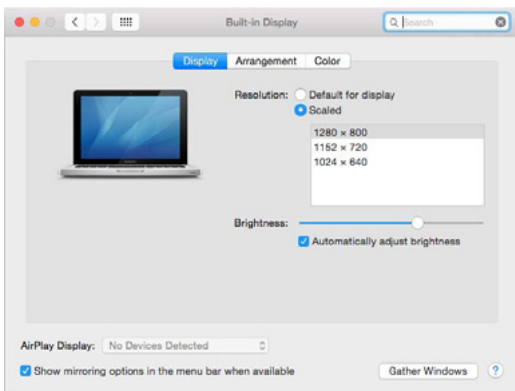 Built-in Display
Search
Display Arrangement Color
Resolution: Default for display
Scaled
1280 × 800
1152 × 720
1024 × 640
Brightness:
Automatically adjust brightness
AirPlay Display: No Devices Detected
Show mirroring options in the menu bar when available
Gather Windows ?